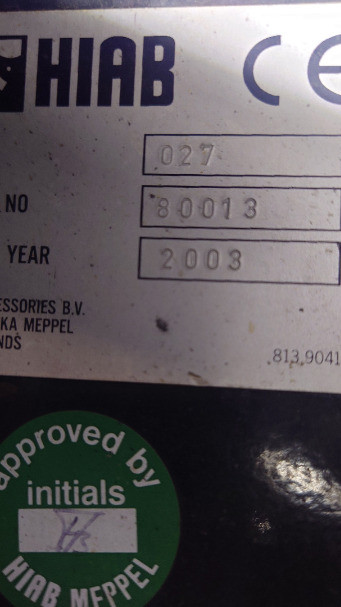 HIAB CE
027
NO 80013
YEAR 2003
ESSORIES B.V.
KA MEPPEL
NDS
813.9041
approved by
initials
HIAB MEPPEL